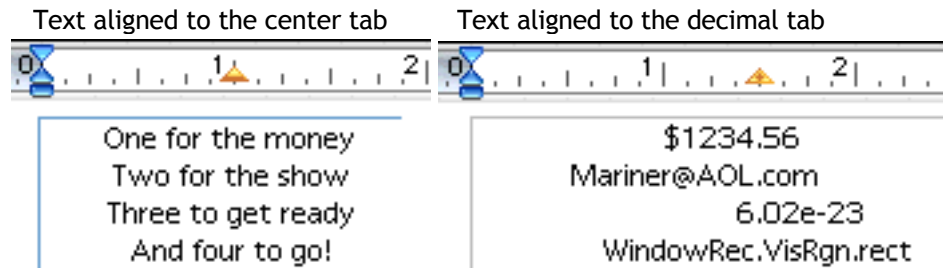 Text aligned to the center tab
0 1 2
One for the money
Two for the show
Three to get ready
And four to go!
Text aligned to the decimal tab
0 1 2
$1234.56
Mariner@AOL.com
6.02e-23
WindowRec.VisRgn.rect